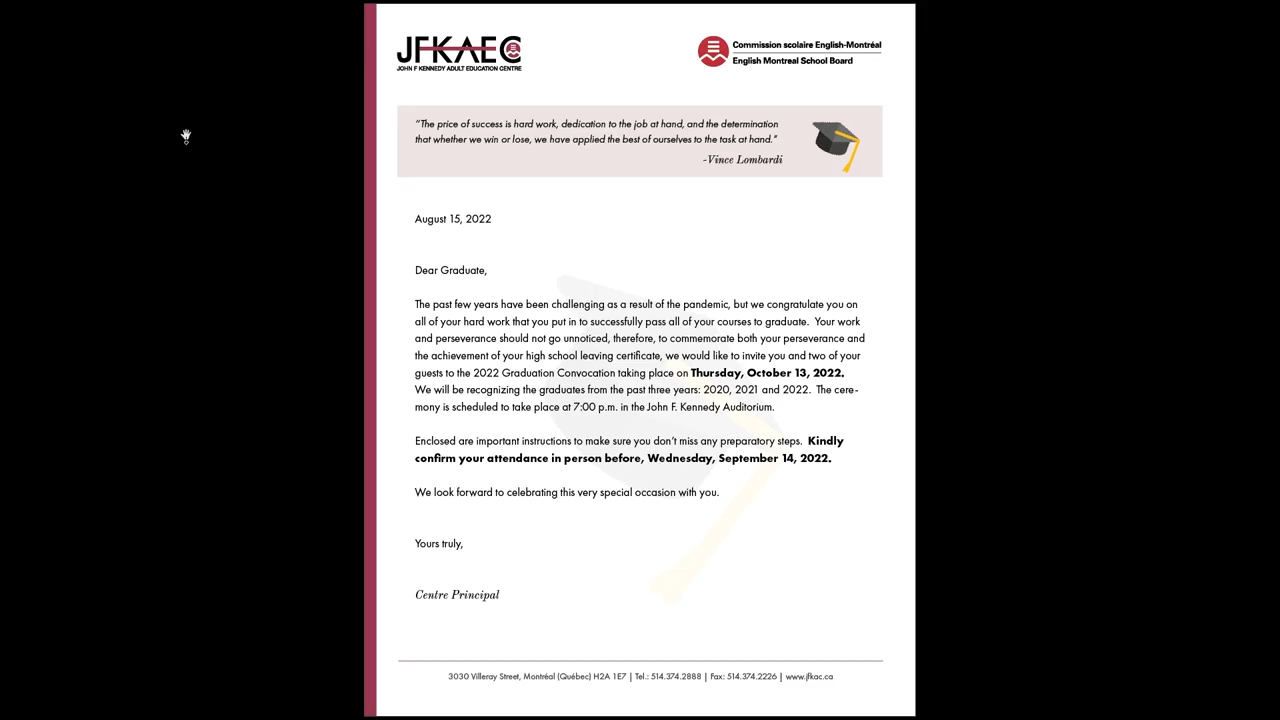 JFKAEC
JOHN F KENNEDY ADULT EDUCATION CENTRE
Commission scolaire English-Montréal
English Montreal School Board
“The price of success is hard work, dedication to the job at hand, and the determination
that whether we win or lose, we have applied the best of ourselves to the task at hand.”
-Vince Lombardi
August 15, 2022
Dear Graduate,
The past few years have been challenging as a result of the pandemic, but we congratulate you on
all of your hard work that you put in to successfully pass all of your courses to graduate.  Your work
and perseverance should not go unnoticed, therefore, to commemorate both your perseverance and
the achievement of your high school leaving certificate, we would like to invite you and two of your
guests to the 2022 Graduation Convocation taking place on Thursday, October 13, 2022.
We will be recognizing the graduates from the past three years: 2020, 2021 and 2022.  The cere-
mony is scheduled to take place at 7:00 p.m. in the John F. Kennedy Auditorium.
Enclosed are important instructions to make sure you don’t miss any preparatory steps.  Kindly
confirm your attendance in person before, Wednesday, September 14, 2022.
We look forward to celebrating this very special occasion with you.
Yours truly,
Centre Principal
3030 Villeray Street, Montréal (Québec) H2A 1E7 | Tel.: 514.374.2888 | Fax: 514.374.2226 | www.jfkac.ca